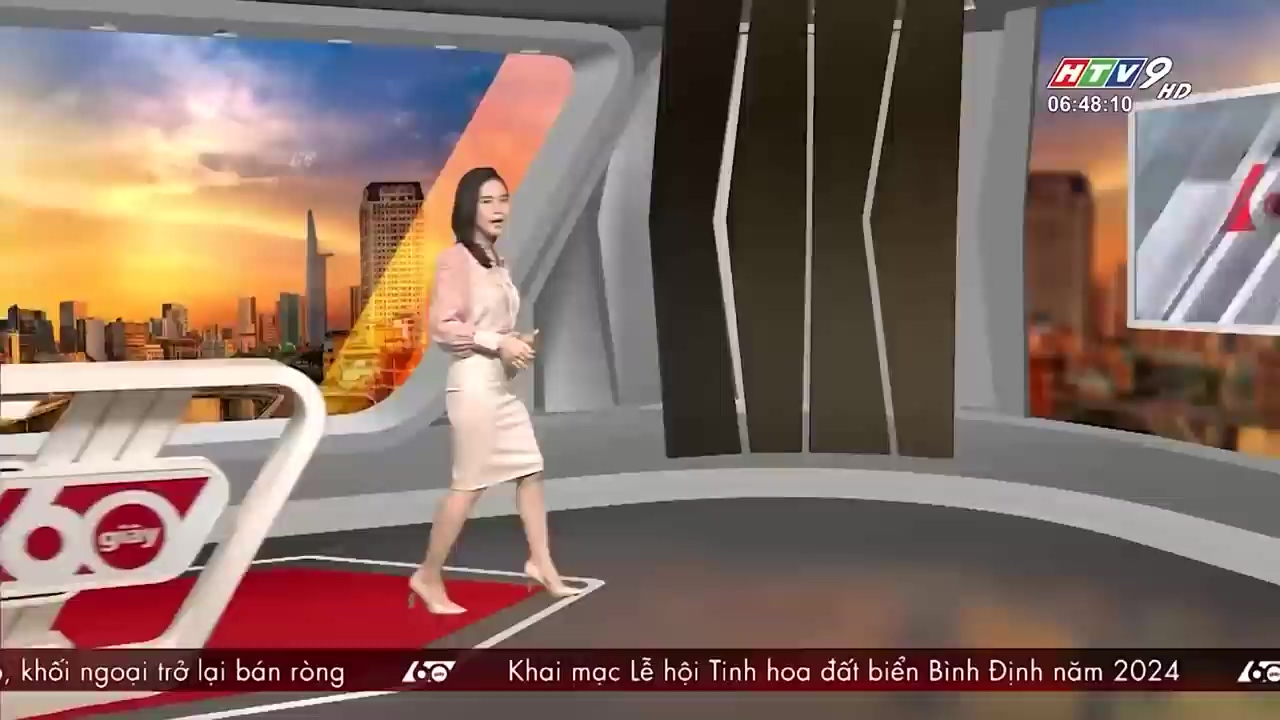 HTV9
HD
06:48:10
60
giây
, khối ngoại trở lại bán ròng 60 giây Khai mạc Lễ hội Tinh hoa đất biển Bình Định năm 2024 60